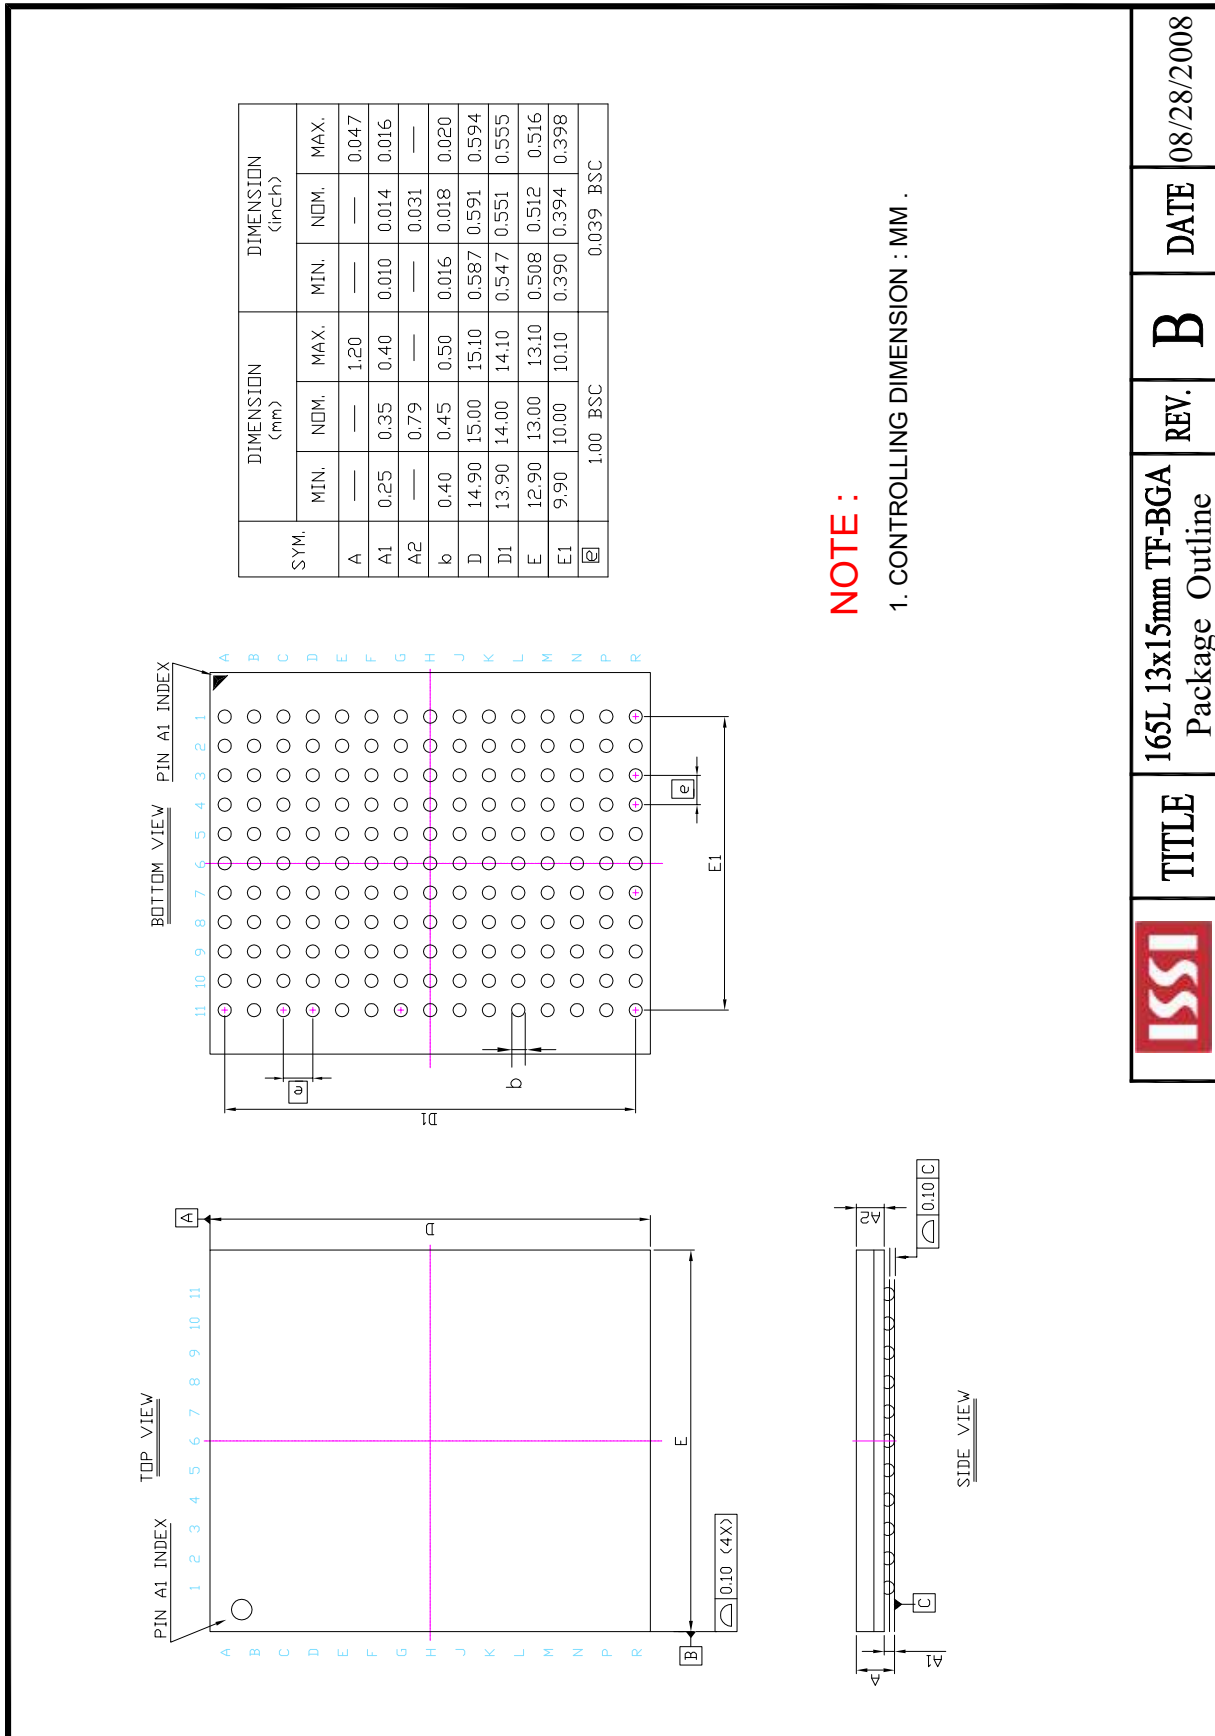 TOP VIEW
PIN A1 INDEX
1 2 3 4 5 6 7 8 9 10 11
A
B
C
D
E
F
G
H
J
K
L
M
N
P
R
A
D
E
B
0.10 (4X)
BOTTOM VIEW
PIN A1 INDEX
11 10 9 8 7 6 5 4 3 2 1
A
B
C
D
E
F
G
H
J
K
L
M
N
P
R
e
D1
b
e
E1
SYM. DIMENSION (mm) DIMENSION (inch)
MIN. NOM. MAX. MIN. NOM. MAX.
A — — 1.20 — — 0.047
A1 0.25 0.35 0.40 0.010 0.014 0.016
A2 — 0.79 — — 0.031 —
b 0.40 0.45 0.50 0.016 0.018 0.020
D 14.90 15.00 15.10 0.587 0.591 0.594
D1 13.90 14.00 14.10 0.547 0.551 0.555
E 12.90 13.00 13.10 0.508 0.512 0.516
E1 9.90 10.00 10.10 0.390 0.394 0.398
e 1.00 BSC 0.039 BSC
A
A1
A2
C
0.10 C
SIDE VIEW
NOTE :
1. CONTROLLING DIMENSION : MM .
ISSI
TITLE
165L 13x15mm TF-BGA
Package Outline
REV.
B
DATE
08/28/2008